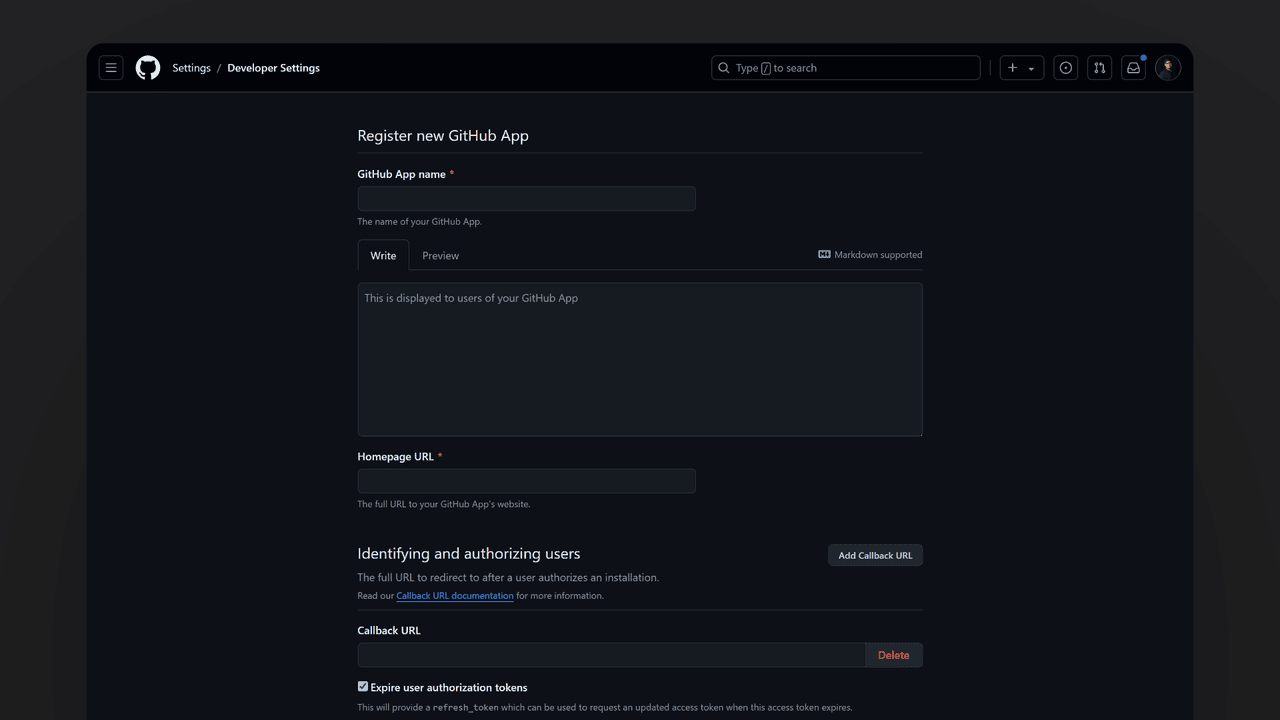 Settings / Developer Settings
Type / to search
Register new GitHub App
GitHub App name *
The name of your GitHub App.
Write Preview Markdown supported
This is displayed to users of your GitHub App
Homepage URL *
The full URL to your GitHub App's website.
Identifying and authorizing users
Add Callback URL
The full URL to redirect to after a user authorizes an installation.
Read our Callback URL documentation for more information.
Callback URL
Delete
Expire user authorization tokens
This will provide a refresh_token which can be used to request an updated access token when this access token expires.